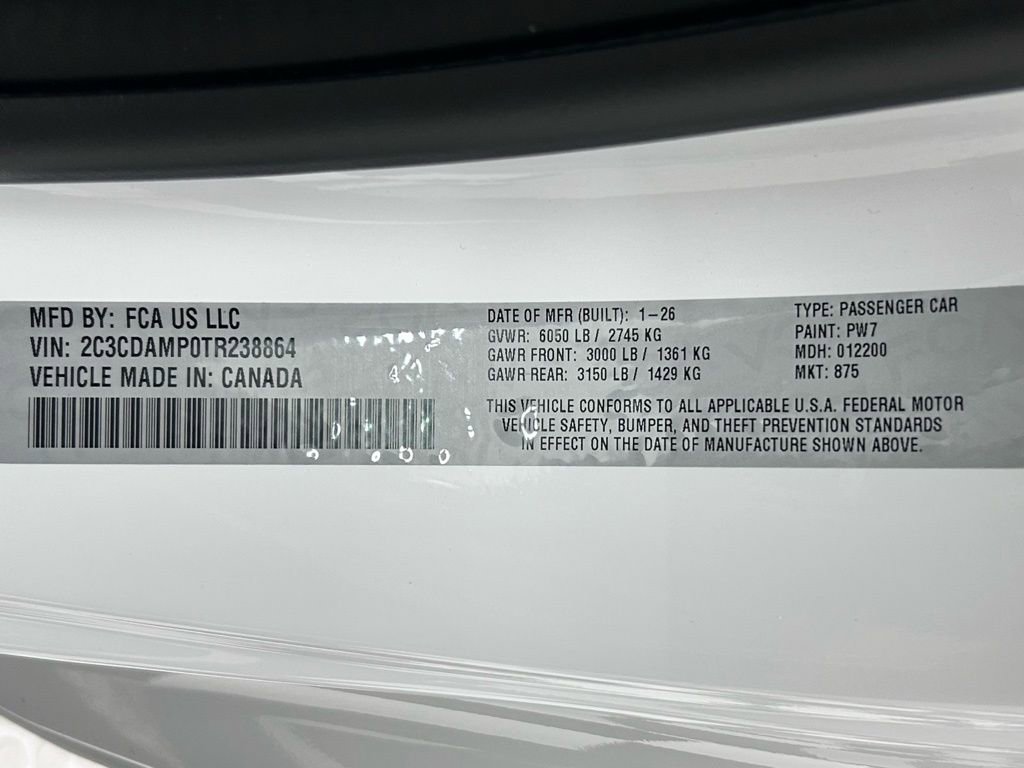 MFD BY: FCA US LLC
VIN: 2C3CDAMP0TR238864
VEHICLE MADE IN: CANADA
DATE OF MFR (BUILT): 1-26
GVWR: 6050 LB / 2745 KG
GAWR FRONT: 3000 LB / 1361 KG
GAWR REAR: 3150 LB / 1429 KG
TYPE: PASSENGER CAR
PAINT: PW7
MDH: 012200
MKT: 875
THIS VEHICLE CONFORMS TO ALL APPLICABLE U.S.A. FEDERAL MOTOR
VEHICLE SAFETY, BUMPER, AND THEFT PREVENTION STANDARDS
IN EFFECT ON THE DATE OF MANUFACTURE SHOWN ABOVE.